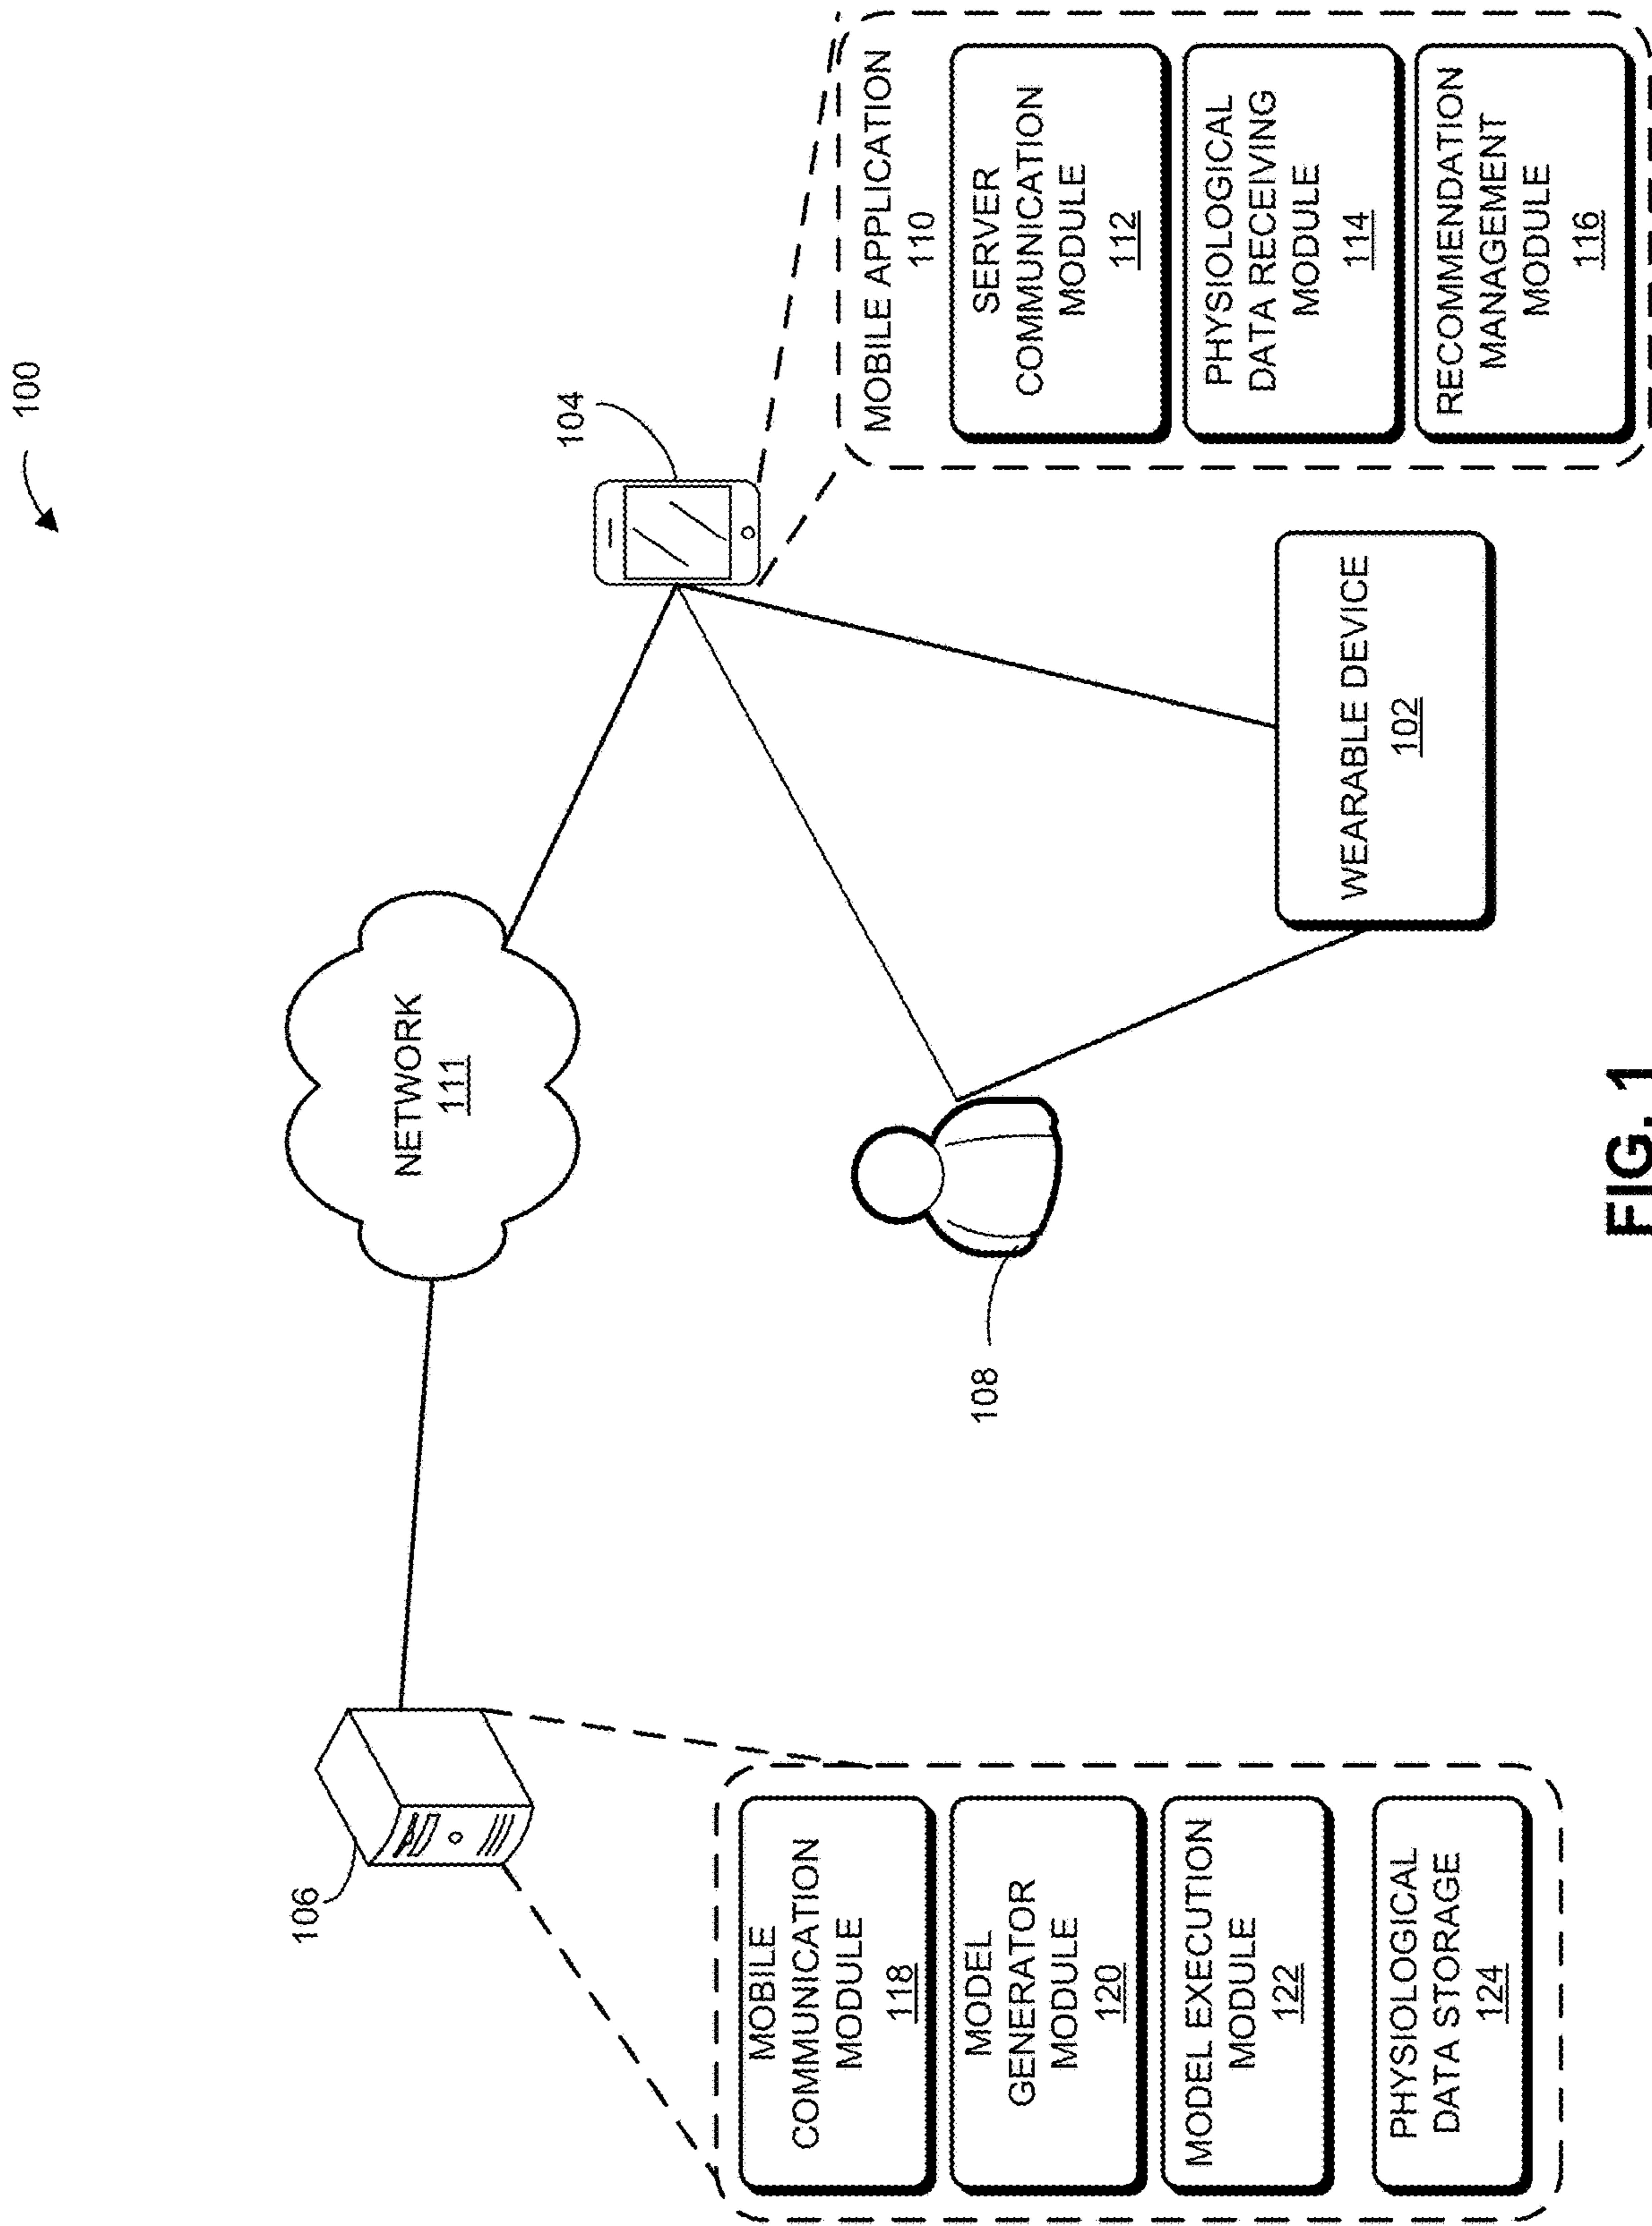 100
106
NETWORK
111
104
108
MOBILE
COMMUNICATION
MODULE
118
MODEL
GENERATOR
MODULE
120
MODEL EXECUTION
MODULE
122
PHYSIOLOGICAL
DATA STORAGE
124
WEARABLE DEVICE
102
MOBILE APPLICATION
110
SERVER
COMMUNICATION
MODULE
112
PHYSIOLOGICAL
DATA RECEIVING
MODULE
114
RECOMMENDATION
MANAGEMENT
MODULE
116
FIG. 1